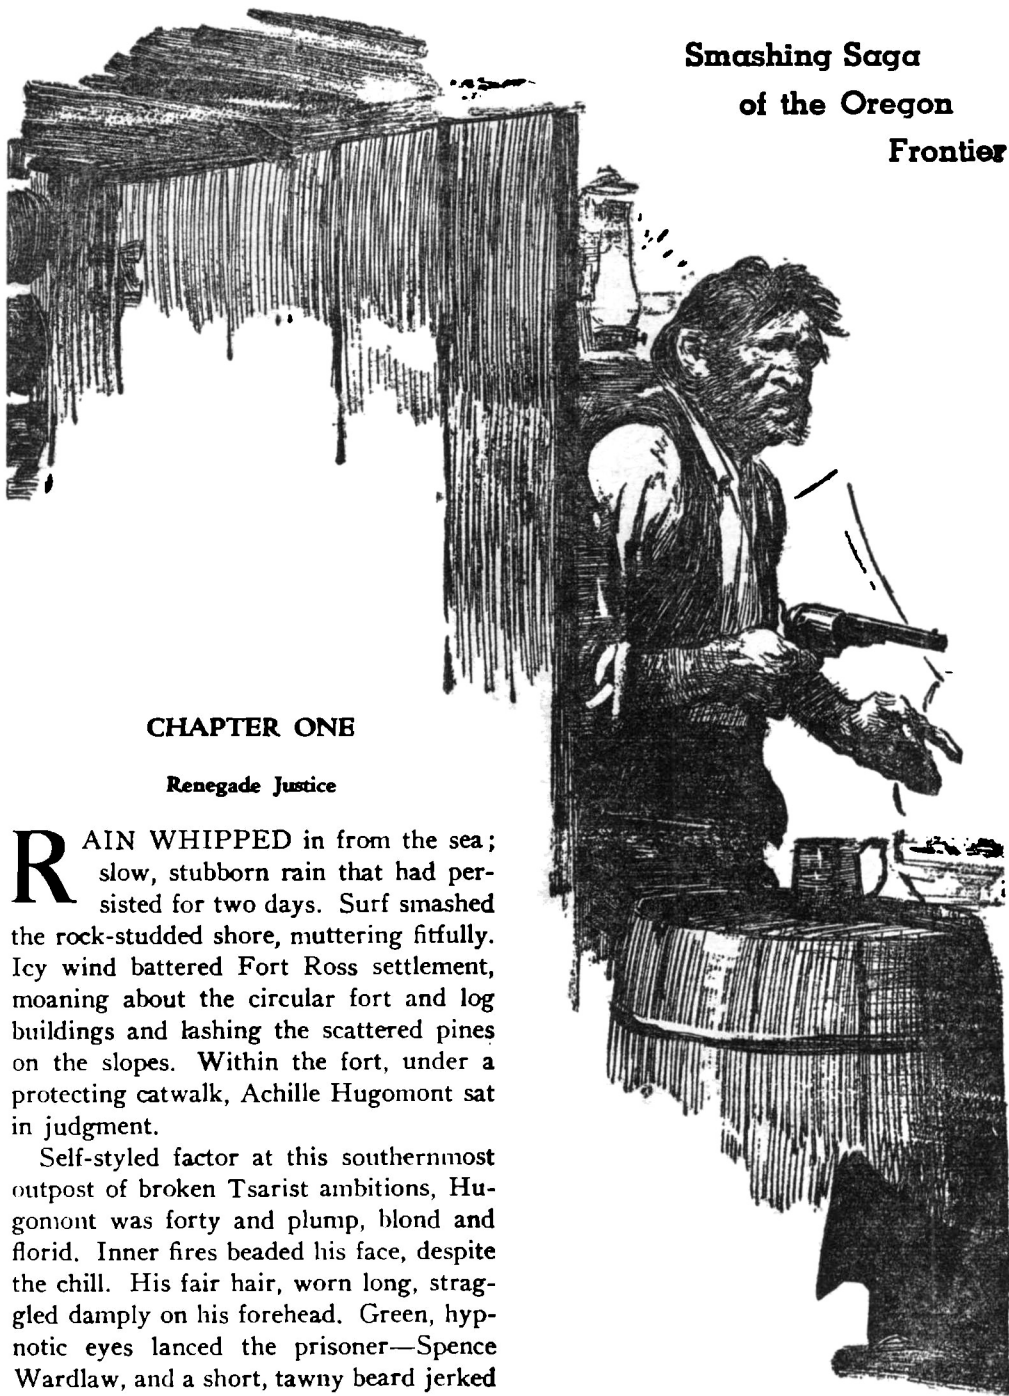 Smashing Saga
of the Oregon
Frontier
CHAPTER ONE
Renegade Justice
RAIN WHIPPED in from the sea;
slow, stubborn rain that had per-
sisted for two days. Surf smashed
the rock-studded shore, muttering fitfully.
Icy wind battered Fort Ross settlement,
moaning about the circular fort and log
buildings and lashing the scattered pines
on the slopes. Within the fort, under a
protecting catwalk, Achille Hugomont sat
in judgment.
Self-styled factor at this southernmost
outpost of broken Tsarist ambitions, Hu-
gomont was forty and plump, blond and
florid. Inner fires beaded his face, despite
the chill. His fair hair, worn long, strag-
gled damply on his forehead. Green, hyp-
notic eyes lanced the prisoner—Spence
Wardlaw, and a short, tawny beard jerked